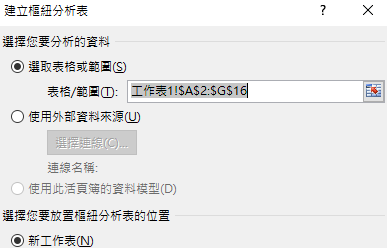 建立樞紐分析表 ? ×
選擇您要分析的資料
選取表格或範圍(S)
表格/範圍(T): 工作表1!$A$2:$G$16
使用外部資料來源(U)
選擇連線(C)...
連線名稱:
使用此活頁簿的資料模型(D)
選擇您要放置樞紐分析表的位置
新工作表(N)